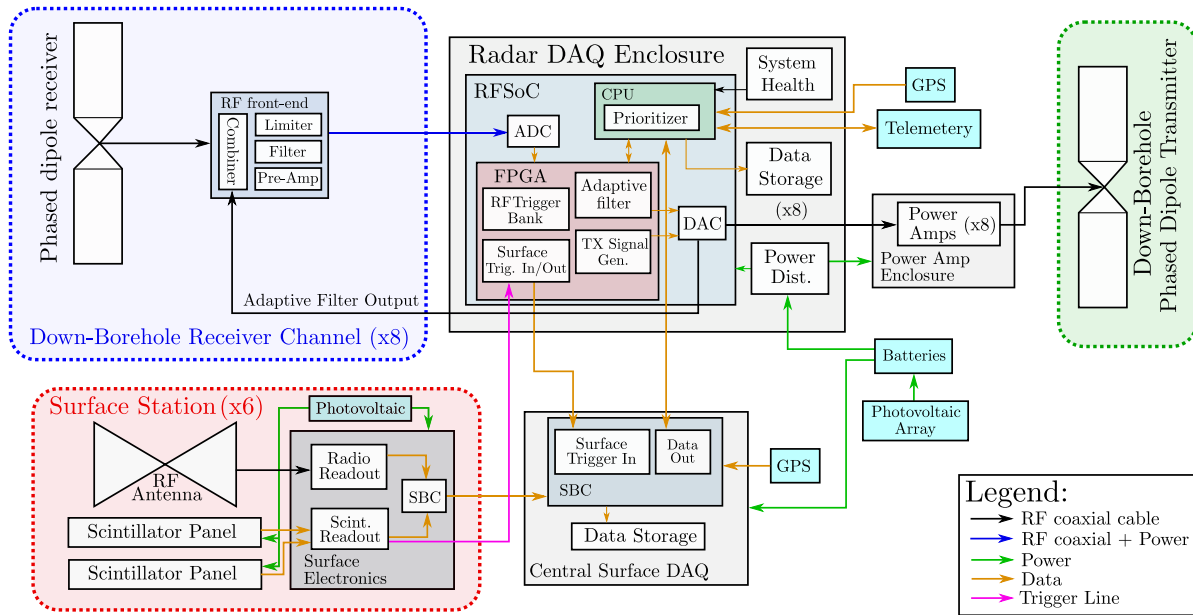 Phased dipole receiver
RF front-end
Combiner
Limiter
Filter
Pre-Amp
Adaptive Filter Output
Down-Borehole Receiver Channel (x8)
Radar DAQ Enclosure
RFSoC
ADC
CPU
Prioritizer
System
Health
Data
Storage
(x8)
FPGA
RF Trigger
Bank
Adaptive
filter
Surface
Trig. In/Out
TX Signal
Gen.
DAC
Power
Dist.
GPS
Telemetery
Power
Amps
(x8)
Power Amp
Enclosure
Down-Borehole
Phased Dipole Transmitter
Batteries
Photovoltaic
Array
Surface Station (x6)
Photovoltaic
RF
Antenna
Radio
Readout
SBC
Scint.
Readout
Scintillator Panel
Scintillator Panel
Surface
Electronics
Surface
Trigger In
Data
Out
SBC
GPS
Data Storage
Central Surface DAQ
Legend:
RF coaxial cable
RF coaxial + Power
Power
Data
Trigger Line